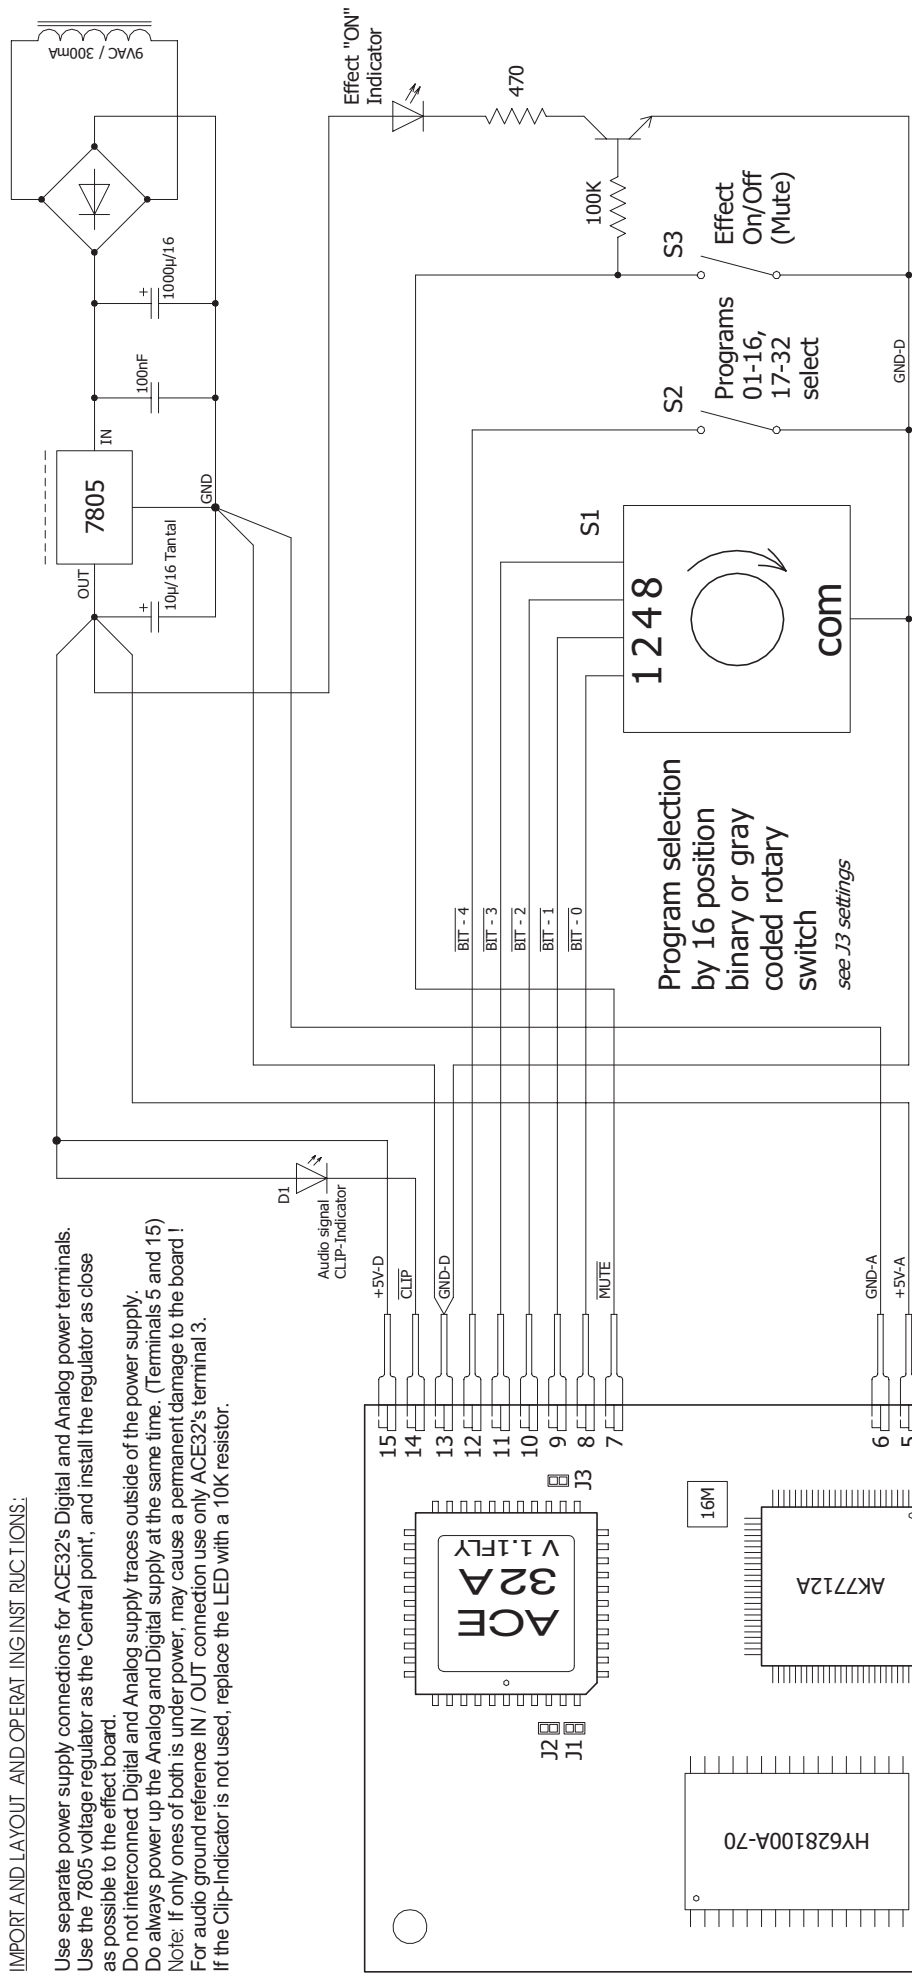 IMPORT AND LAYOUT AND OPERATING INSTRUCTIONS:
Use separate power supply connections for ACE32's Digital and Analog power terminals.
Use the 7805 voltage regulator as the 'Central point', and install the regulator as close
as possible to the effect board.
Do not interconnect Digital and Analog supply traces outside of the power supply.
Do always power up the Analog and Digital supply at the same time. (Terminals 5 and 15)
Note: If only ones of both is under power, may cause a permanent damage to the board !
For audio ground reference IN / OUT connection use only ACE32's terminal 3.
If the Clip-Indicator is not used, replace the LED with a 10K resistor.
9VAC / 300mA
+
1000µ/16
100nF
IN
7805
OUT
GND
+
10µ/16 Tantal
Effect "ON"
Indicator
470
100K
S3
Effect
On/Off
(Mute)
S2
Programs
01-16,
17-32
select
GND-D
S1
1 2 4 8
com
Program selection
by 16 position
binary or gray
coded rotary
switch
see J3 settings
BIT - 4
BIT - 3
BIT - 2
BIT - 1
BIT - 0
D1
Audio signal
CLIP-Indicator
+5V-D
CLIP
GND-D
MUTE
GND-A
+5V-A
15
14
13
12
11
10
9
8
7
6
5
J3
J2
J1
ACE
32A
V 1.1FLY
16M
AK7712A
HY628100A-70